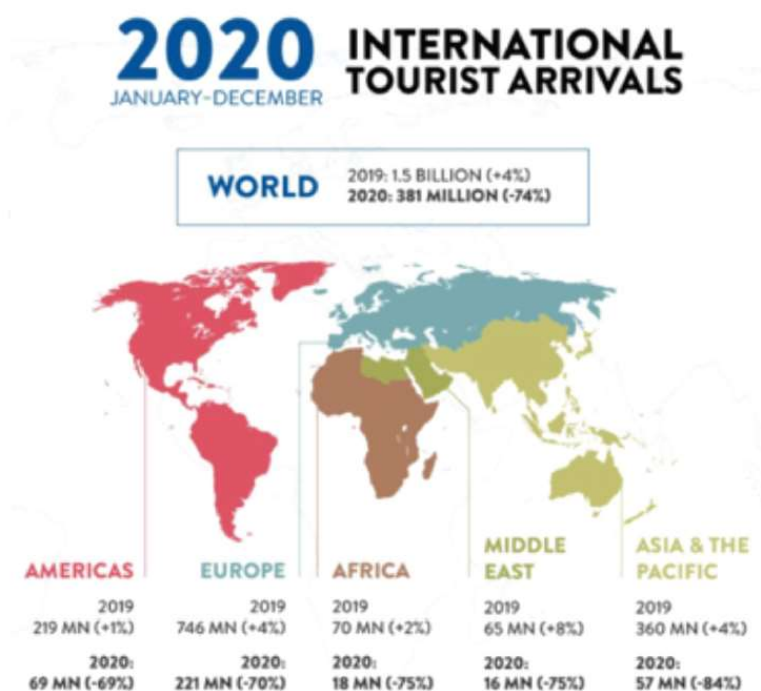 2020
JANUARY-DECEMBER
INTERNATIONAL
TOURIST ARRIVALS
WORLD
2019: 1.5 BILLION (+4%)
2020: 381 MILLION (-74%)
AMERICAS
2019
219 MN (+1%)
2020:
69 MN (-69%)
EUROPE
2019
746 MN (+4%)
2020:
221 MN (-70%)
AFRICA
2019
70 MN (+2%)
2020:
18 MN (-75%)
MIDDLE
EAST
2019
65 MN (+8%)
2020:
16 MN (-75%)
ASIA & THE
PACIFIC
2019
360 MN (+4%)
2020:
57 MN (-84%)